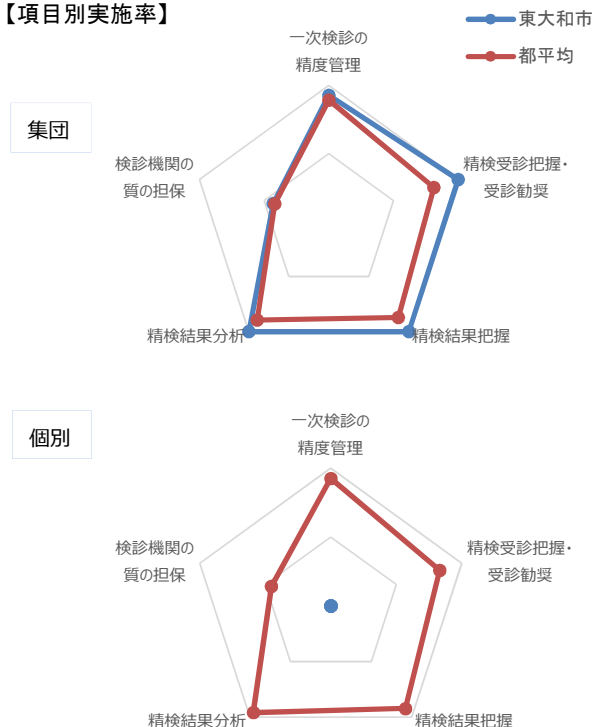 【項目別実施率】
東大和市
都平均
集団
一次検診の
精度管理
精検受診把握・
受診勧奨
精検結果把握
精検結果分析
検診機関の
質の担保
個別
一次検診の
精度管理
精検受診把握・
受診勧奨
精検結果把握
精検結果分析
検診機関の
質の担保